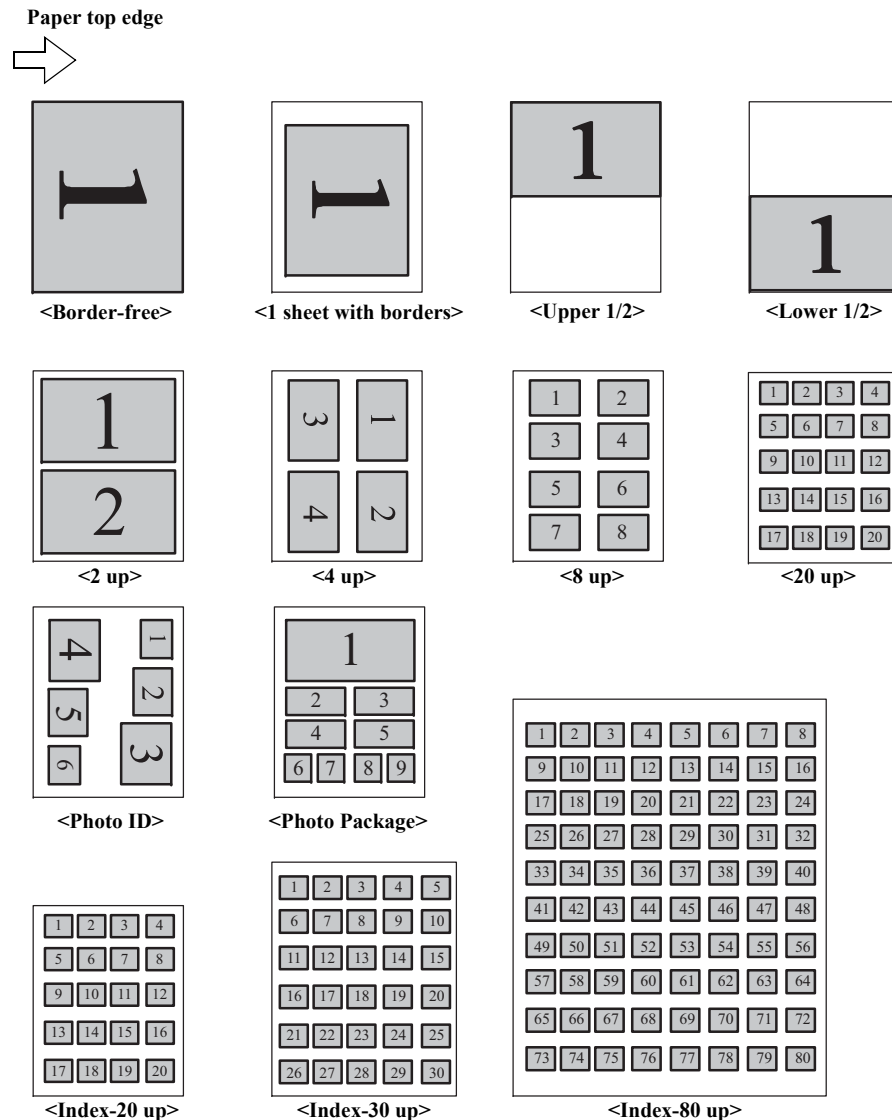 Paper top edge
1
1
1
1
<Border-free>
<1 sheet with borders>
<Upper 1/2>
<Lower 1/2>
1
2
3 1
4 2
1 2
3 4
5 6
7 8
1 2 3 4
5 6 7 8
9 10 11 12
13 14 15 16
17 18 19 20
<2 up>
<4 up>
<8 up>
<20 up>
4 1
5 2
6 3
1
2 3
4 5
6 7 8 9
<Photo ID>
<Photo Package>
1 2 3 4
5 6 7 8
9 10 11 12
13 14 15 16
17 18 19 20
1 2 3 4 5
6 7 8 9 10
11 12 13 14 15
16 17 18 19 20
21 22 23 24 25
26 27 28 29 30
1 2 3 4 5 6 7 8
9 10 11 12 13 14 15 16
17 18 19 20 21 22 23 24
25 26 27 28 29 30 31 32
33 34 35 36 37 38 39 40
41 42 43 44 45 46 47 48
49 50 51 52 53 54 55 56
57 58 59 60 61 62 63 64
65 66 67 68 69 70 71 72
73 74 75 76 77 78 79 80
<Index-20 up>
<Index-30 up>
<Index-80 up>